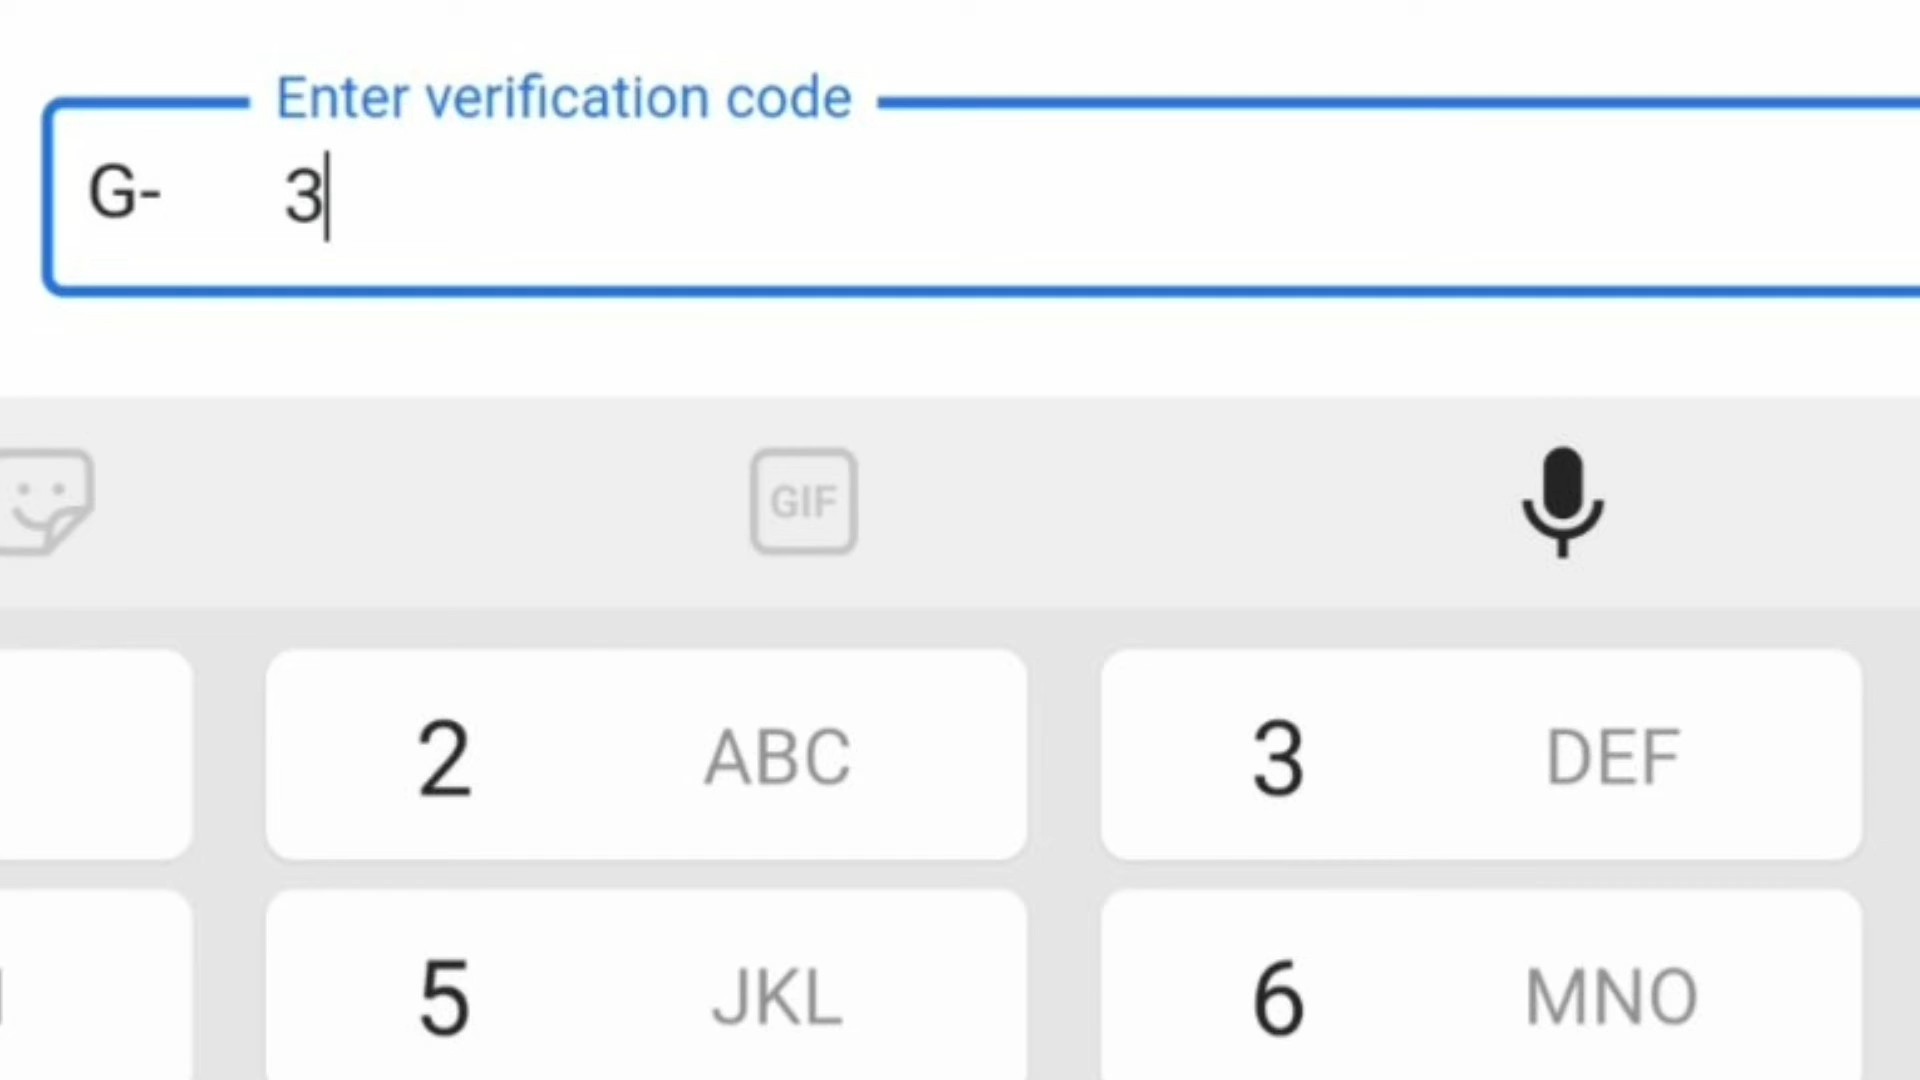 Enter verification code
G- 3
GIF
2 ABC 3 DEF
5 JKL 6 MNO